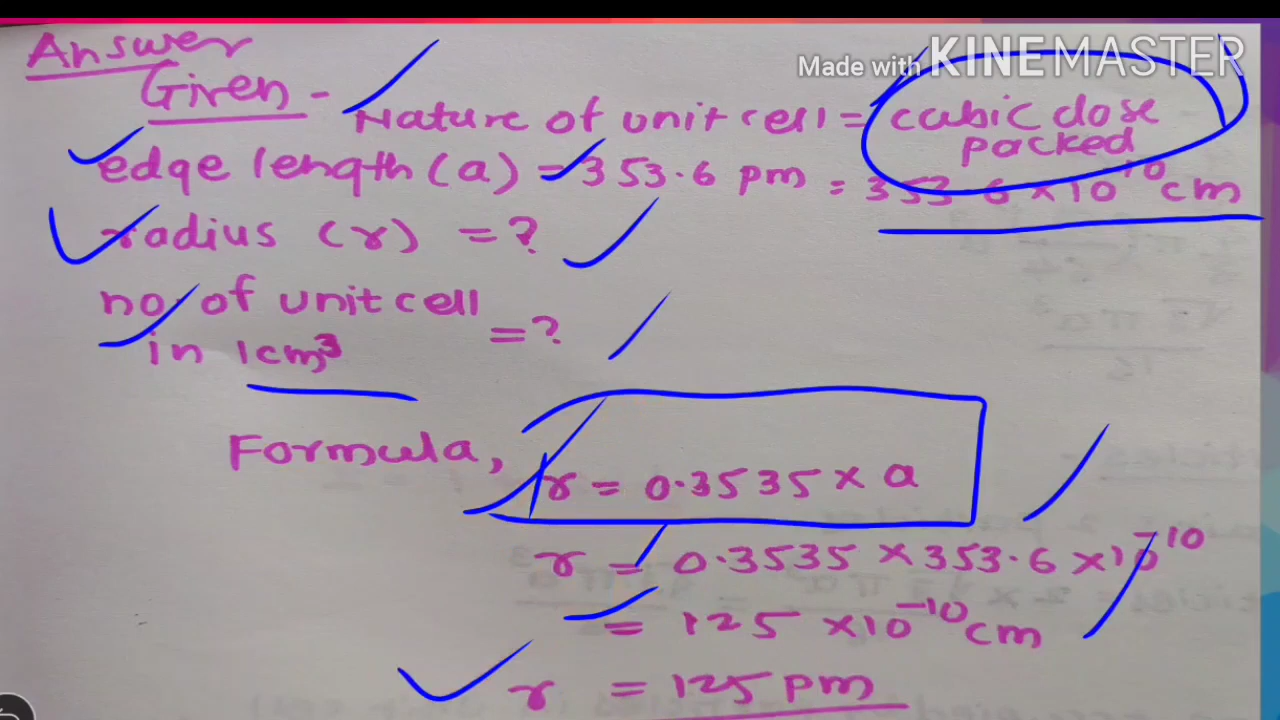 Made with KINEMASTER
Answer
Given -
Nature of unit cell = cubic close
packed
edge length (a) = 353.6 pm = 353.6 × 10⁻¹⁰ cm
radius (r) = ?
no. of unit cell
in 1cm³ = ?
Formula,
r = 0.3535 × a
r = 0.3535 × 353.6 × 10⁻¹⁰
= 125 × 10⁻¹⁰ cm
r = 125 pm